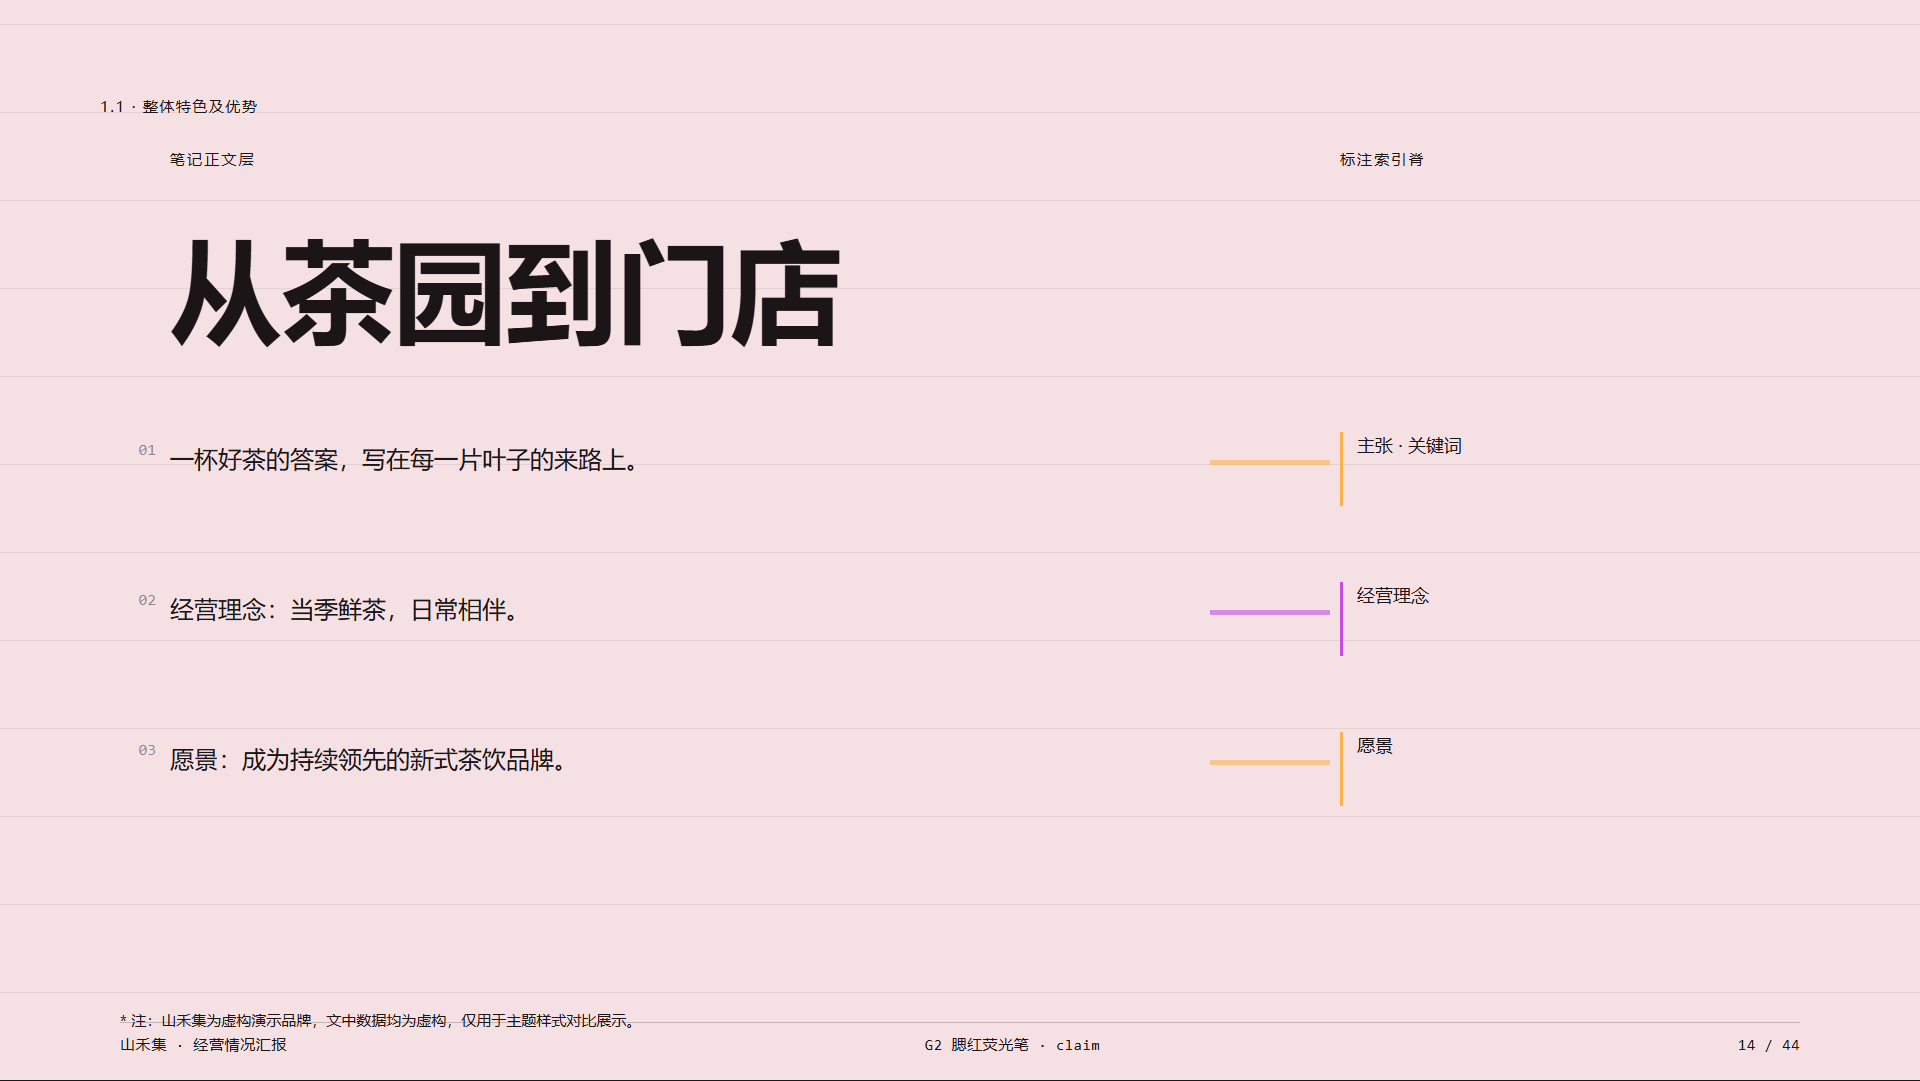 1.1 · 整体特色及优势
笔记正文层
标注索引脊
从茶园到门店
01 一杯好茶的答案，写在每一片叶子的来路上。
主张 · 关键词
02 经营理念：当季鲜茶，日常相伴。
经营理念
03 愿景：成为持续领先的新式茶饮品牌。
愿景
* 注：山禾集为虚构演示品牌，文中数据均为虚构，仅用于主题样式对比展示。
山禾集 · 经营情况汇报
G2 腮红荧光笔 · claim
14 / 44